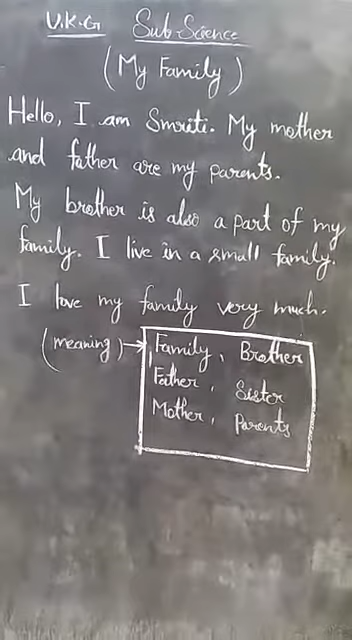 U.K.G Sub-Science
(My Family)
Hello, I am Smriti. My mother
and father are my parents.
My brother is also a part of my
family. I live in a small family.
I love my family very much.
(meaning) → Family, Brother
Father, Sister
Mother, Parents